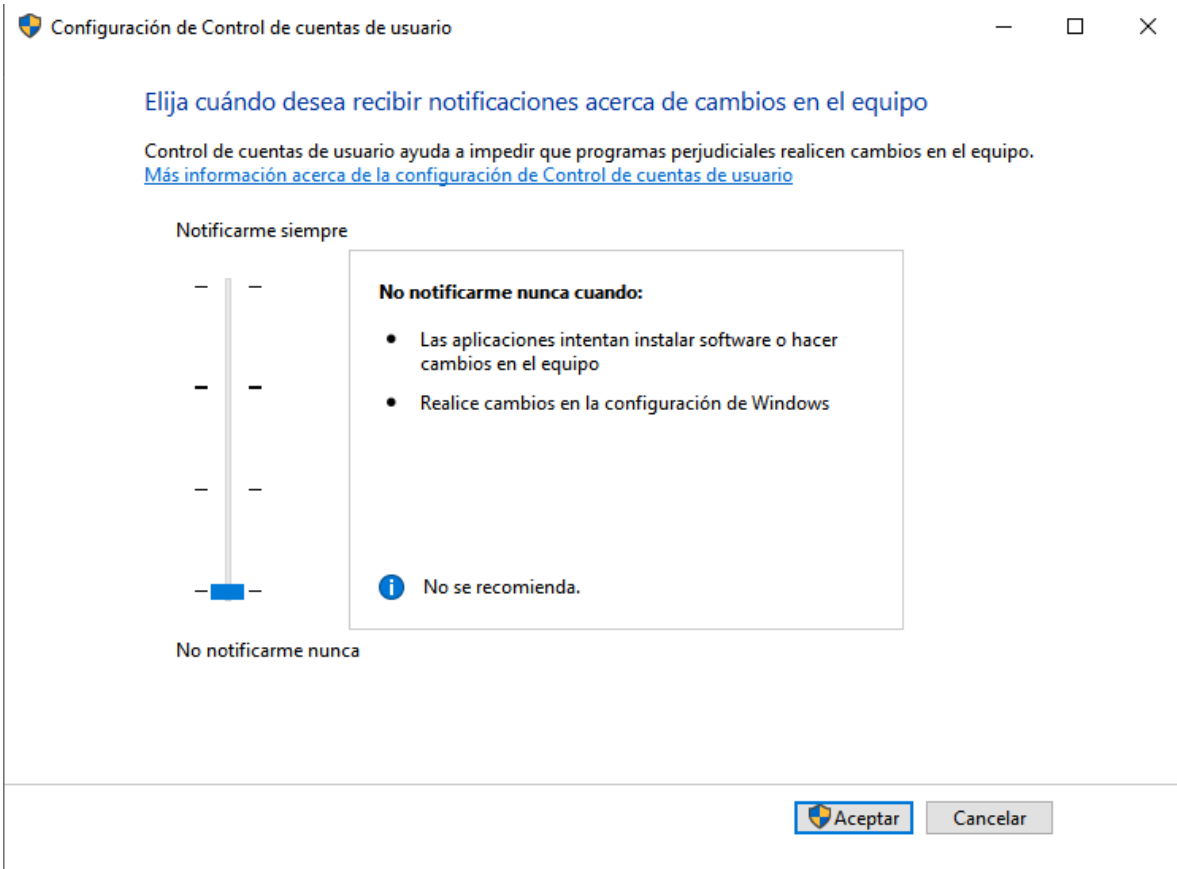 Configuración de Control de cuentas de usuario
Elija cuándo desea recibir notificaciones acerca de cambios en el equipo
Control de cuentas de usuario ayuda a impedir que programas perjudiciales realicen cambios en el equipo.
Más información acerca de la configuración de Control de cuentas de usuario
Notificarme siempre
No notificarme nunca cuando:
• Las aplicaciones intentan instalar software o hacer
cambios en el equipo
• Realice cambios en la configuración de Windows
No se recomienda.
No notificarme nunca
Aceptar
Cancelar